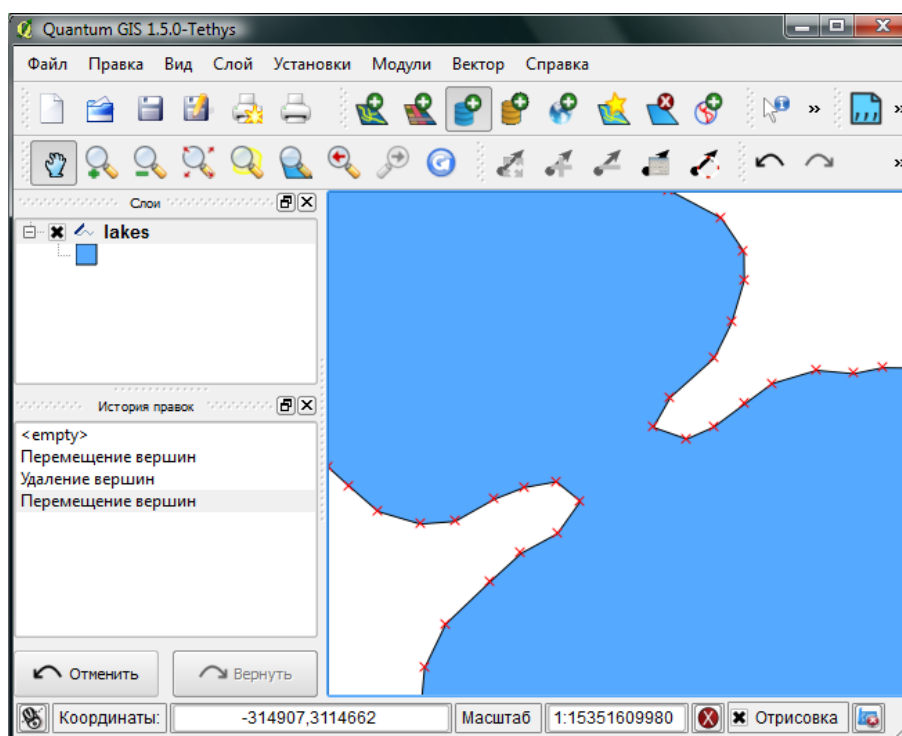 Quantum GIS 1.5.0-Tethys
Файл Правка Вид Слой Установки Модули Вектор Справка
Слои
lakes
История правок
<empty>
Перемещение вершин
Удаление вершин
Перемещение вершин
Отменить Вернуть
Координаты: -314907,3114662 Масштаб 1:15351609980 Отрисовка